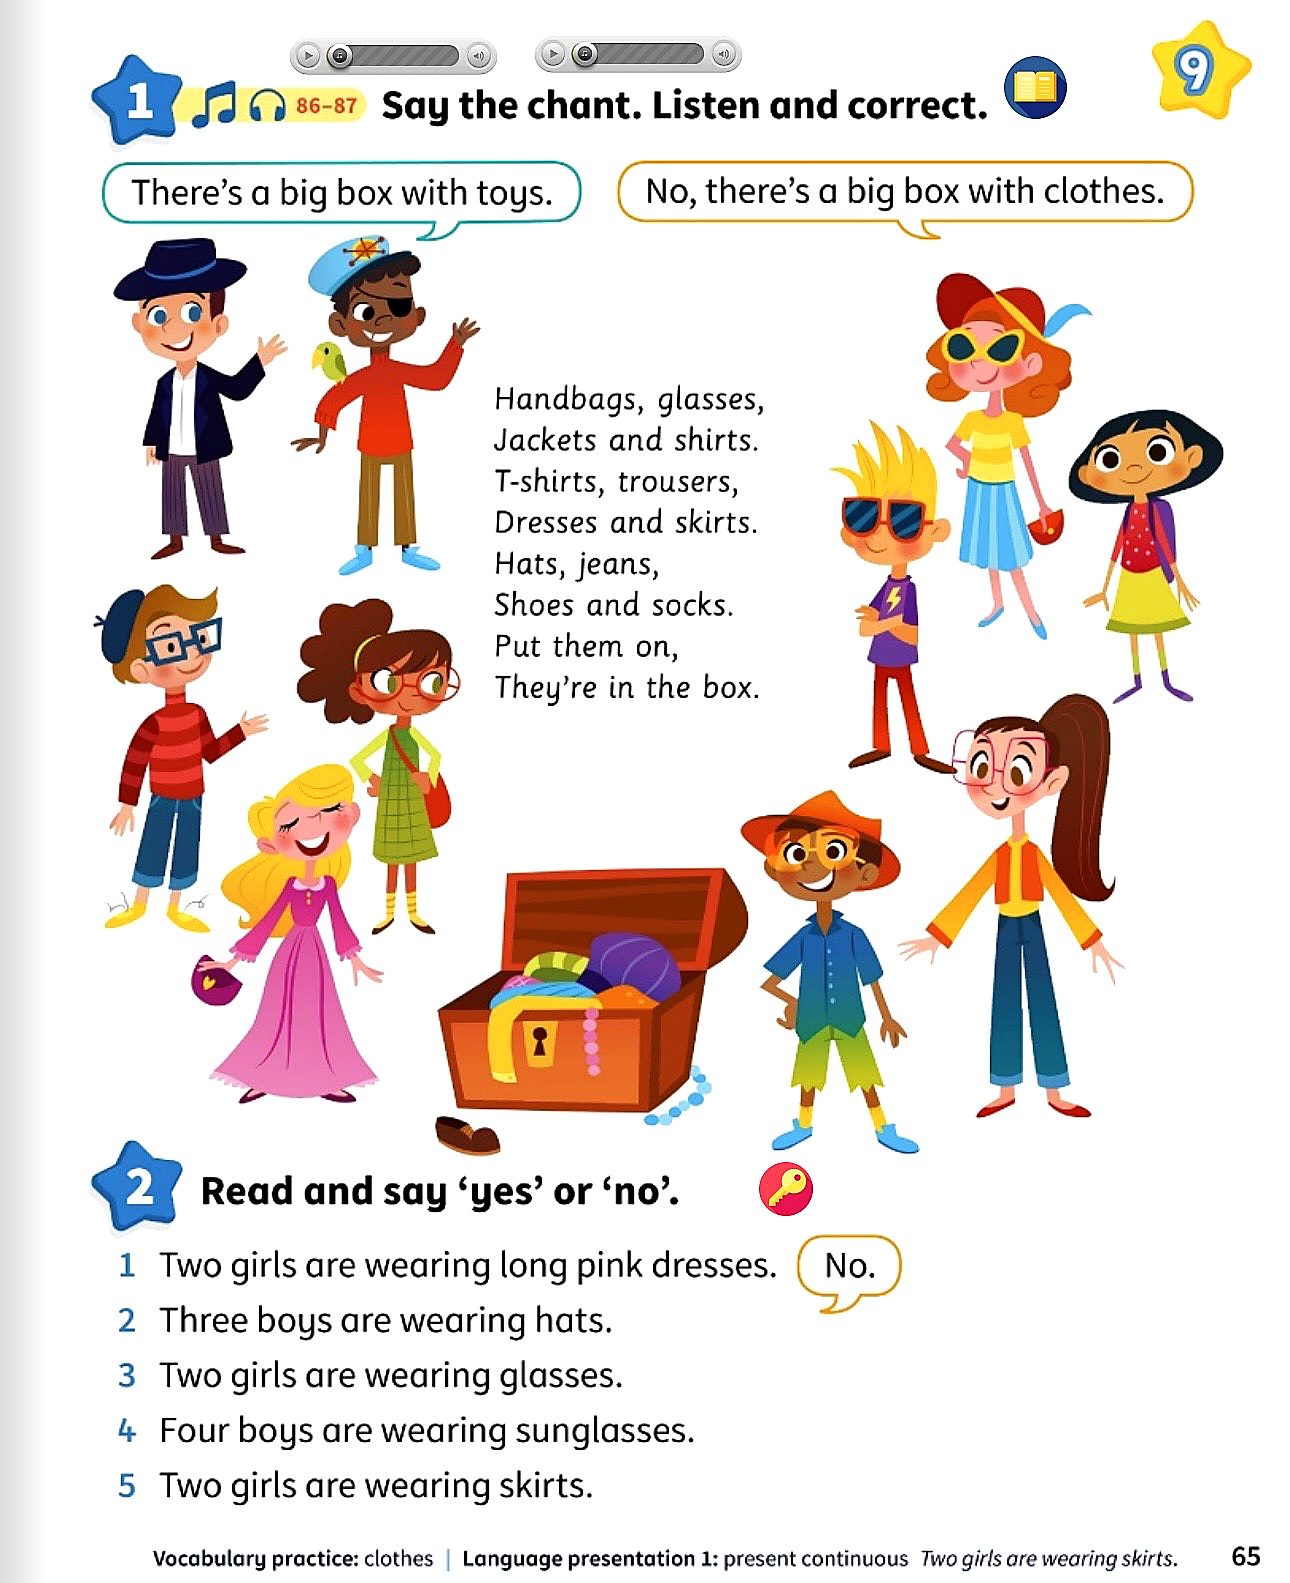 9
1 86–87 Say the chant. Listen and correct.
There's a big box with toys.
No, there's a big box with clothes.
Handbags, glasses,
Jackets and shirts.
T-shirts, trousers,
Dresses and skirts.
Hats, jeans,
Shoes and socks.
Put them on,
They're in the box.
2 Read and say ‘yes’ or ‘no’.
1 Two girls are wearing long pink dresses. No.
2 Three boys are wearing hats.
3 Two girls are wearing glasses.
4 Four boys are wearing sunglasses.
5 Two girls are wearing skirts.
Vocabulary practice: clothes | Language presentation 1: present continuous Two girls are wearing skirts. 65